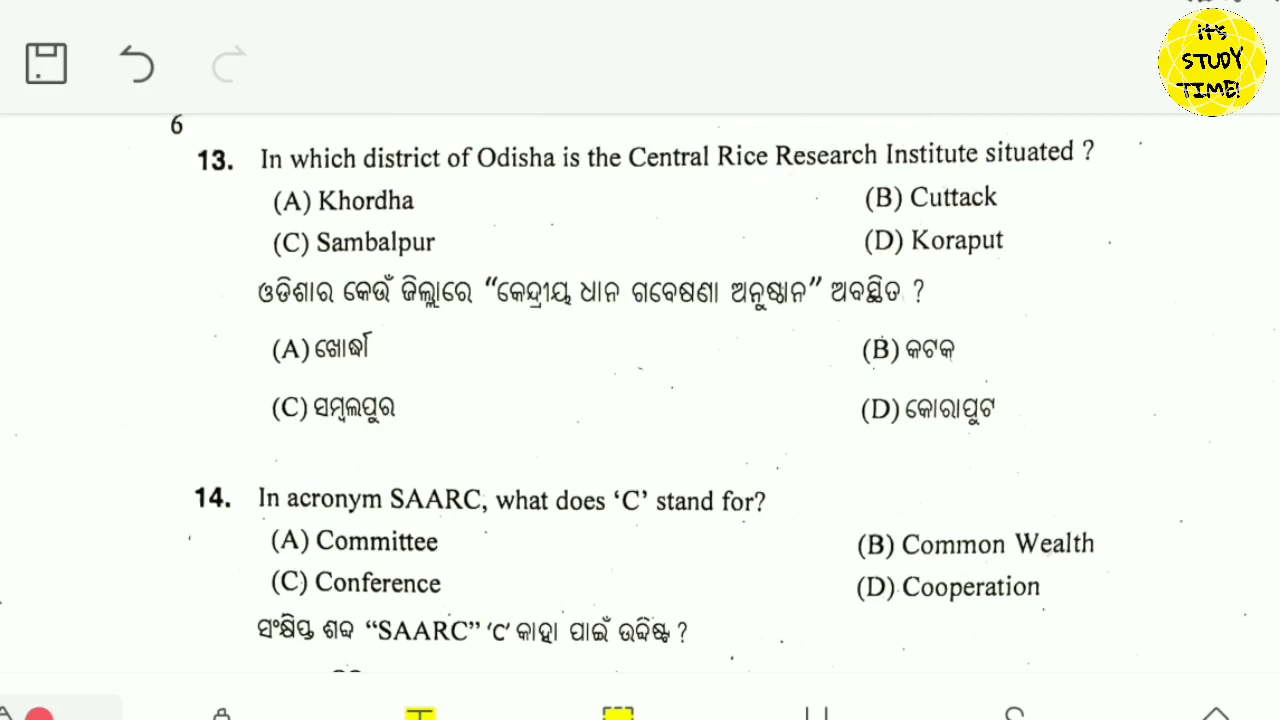 It's
STUDY
TIME!
6
13. In which district of Odisha is the Central Rice Research Institute situated ?
(A) Khordha (B) Cuttack
(C) Sambalpur (D) Koraput
ଓଡିଶାର କେଉଁ ଜିଲ୍ଲାରେ “କେନ୍ଦ୍ରୀୟ ଧାନ ଗବେଷଣା ଅନୁଷ୍ଠାନ” ଅବସ୍ଥିତ ?
(A) ଖୋର୍ଦ୍ଧା (B) କଟକ
(C) ସମ୍ବଲପୁର (D) କୋରାପୁଟ
14. In acronym SAARC, what does ‘C’ stand for?
(A) Committee (B) Common Wealth
(C) Conference (D) Cooperation
ସଂକ୍ଷିପ୍ତ ଶବ୍ଦ “SAARC” ‘C’ କାହା ପାଇଁ ଉଦ୍ଦିଷ୍ଟ ?